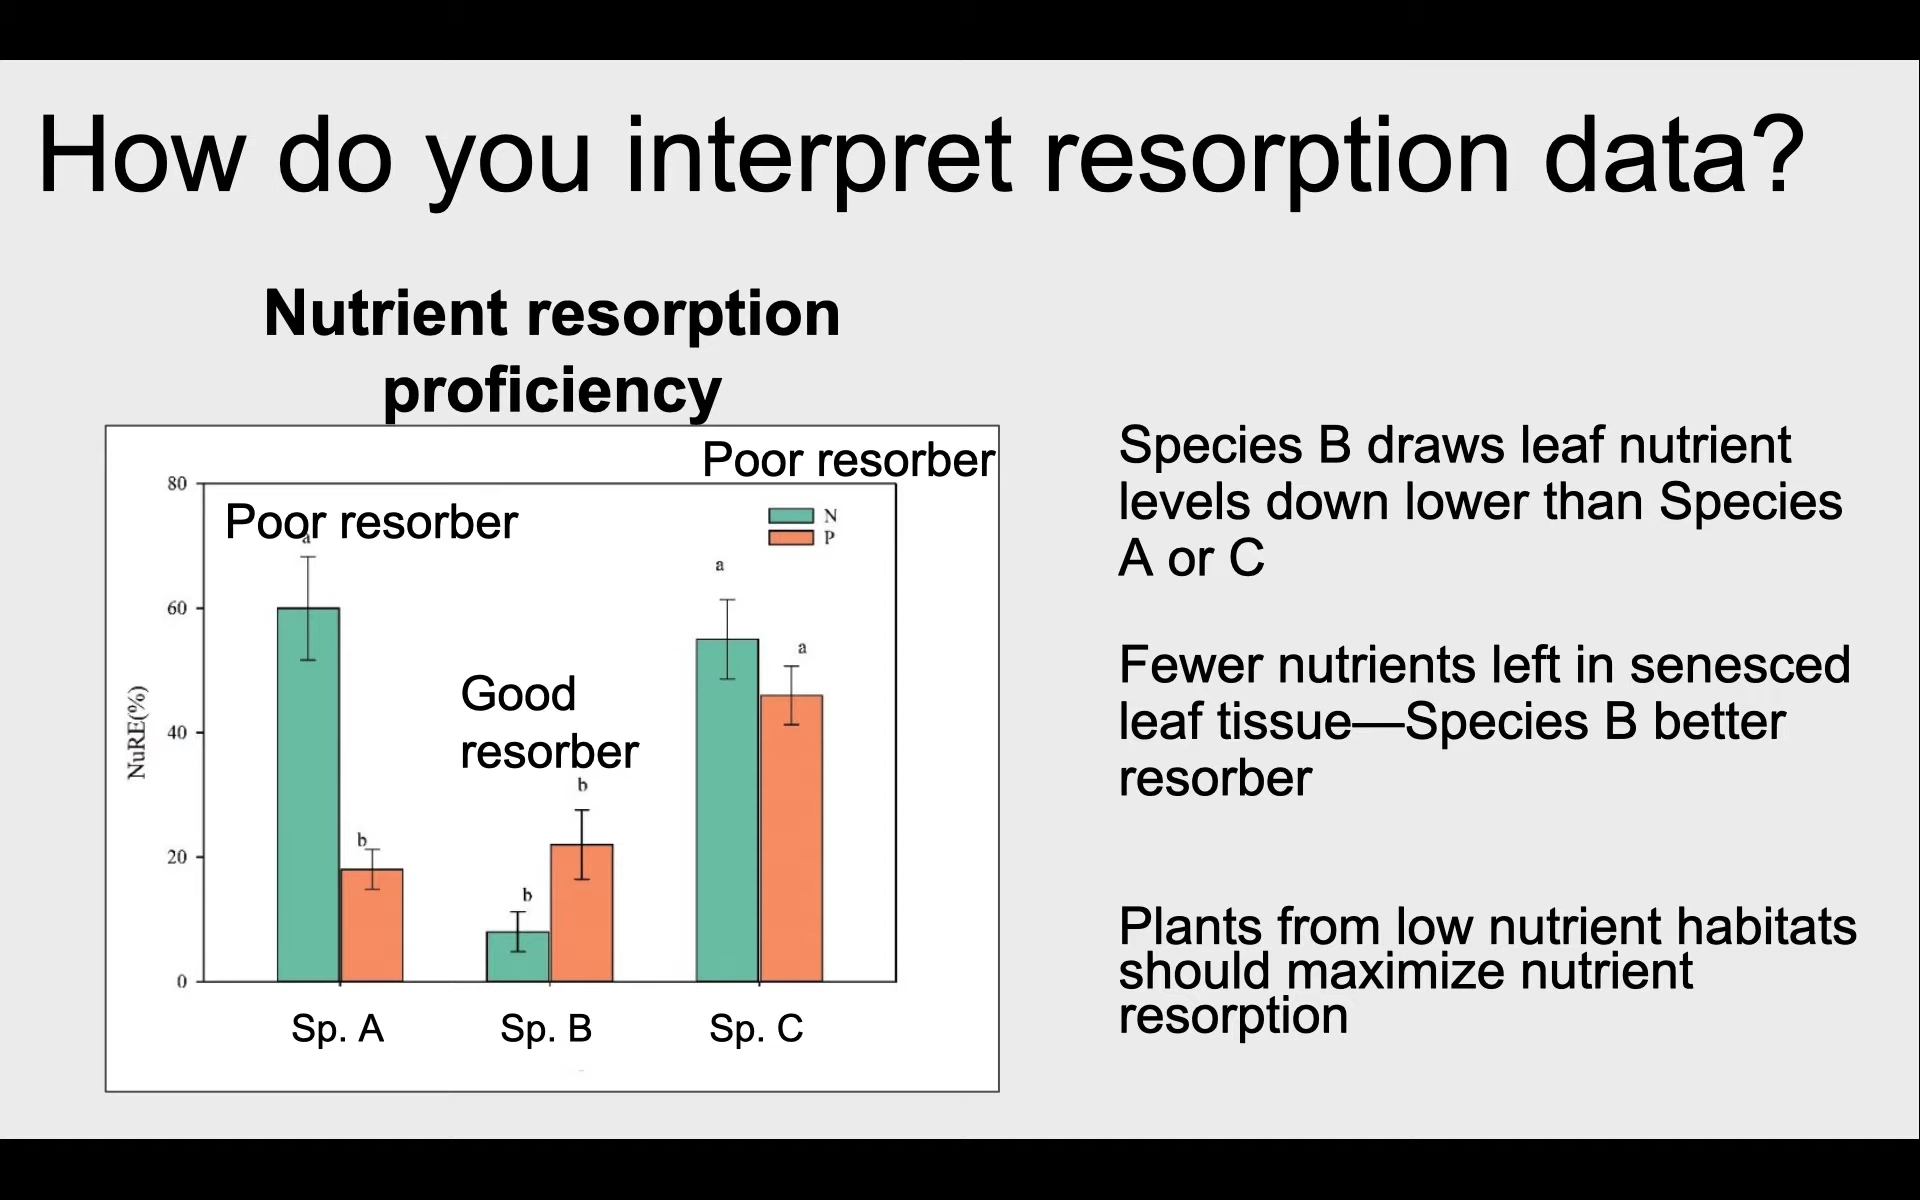 How do you interpret resorption data?
Nutrient resorption
proficiency
Poor resorber
80
Poor resorber
N
P
a
a
60
a
Good
resorber
NuRE(%)
40
b
b
20
b
0
Sp. A
Sp. B
Sp. C
Species B draws leaf nutrient
levels down lower than Species
A or C
Fewer nutrients left in senesced
leaf tissue—Species B better
resorber
Plants from low nutrient habitats
should maximize nutrient
resorption